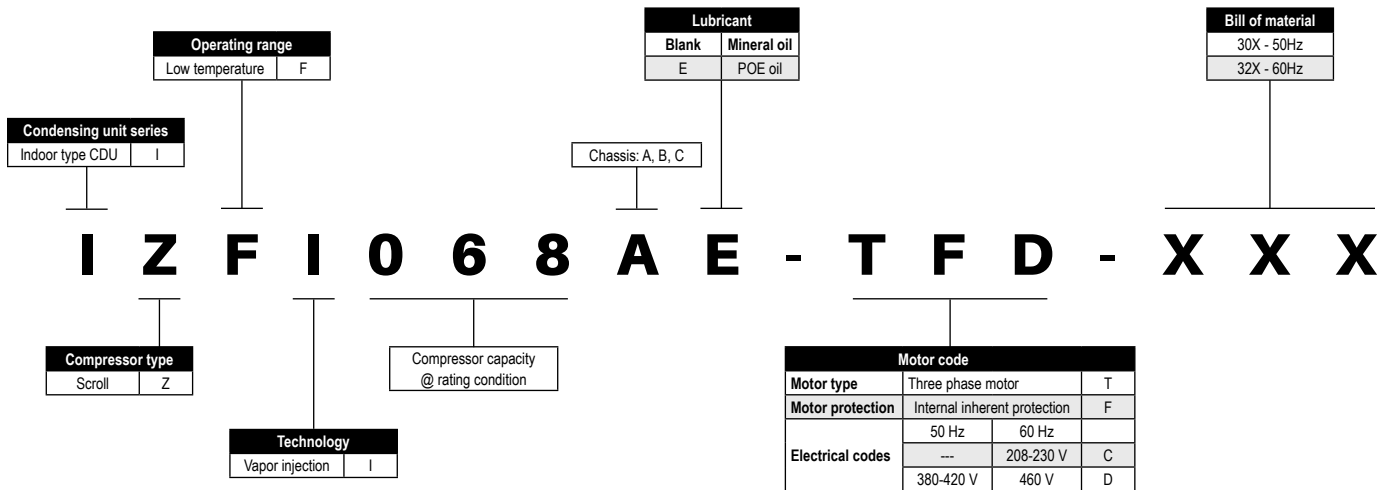 Operating range
Low temperature F
Lubricant
Blank Mineral oil
E POE oil
Bill of material
30X - 50Hz
32X - 60Hz
Condensing unit series
Indoor type CDU I
Chassis: A, B, C
I Z F I 0 6 8 A E - T F D - X X X
Compressor type
Scroll Z
Compressor capacity
@ rating condition
Technology
Vapor injection I
Motor code
Motor type Three phase motor T
Motor protection Internal inherent protection F
Electrical codes
50 Hz 60 Hz
--- 208-230 V C
380-420 V 460 V D